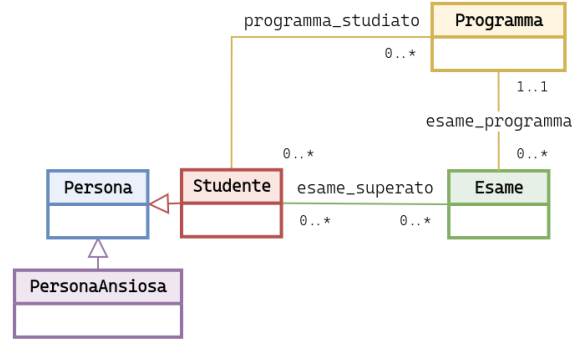 programma_studiato
Programma
0..*
1..1
esame_programma
0..*
0..*
Persona
Studente
esame_superato
Esame
0..*
0..*
PersonaAnsiosa